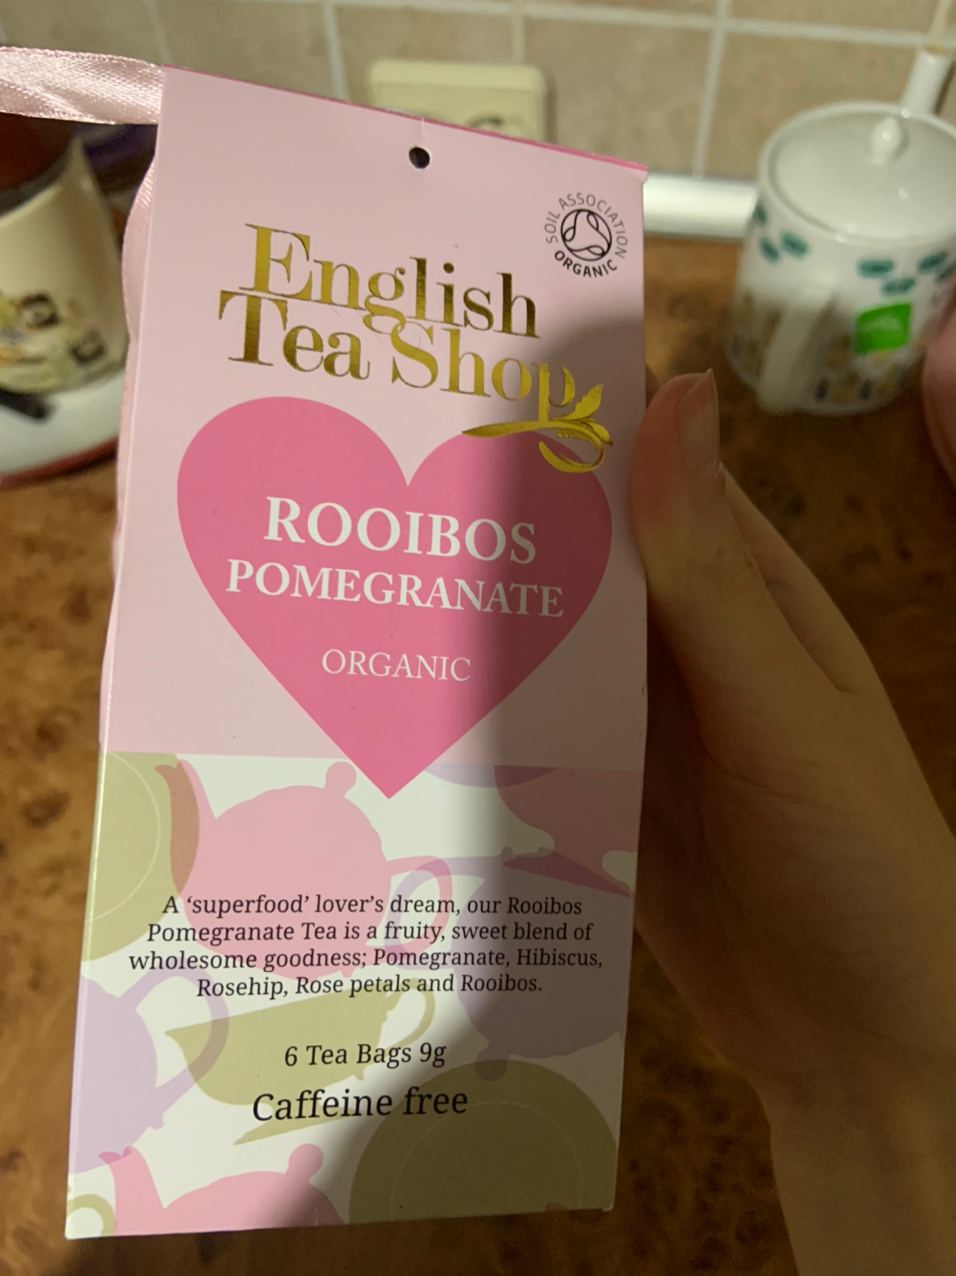 SOIL ASSOCIATION
ORGANIC
English
Tea Shop
ROOIBOS
POMEGRANATE
ORGANIC
A ‘superfood’ lover’s dream, our Rooibos
Pomegranate Tea is a fruity, sweet blend of
wholesome goodness; Pomegranate, Hibiscus,
Rosehip, Rose petals and Rooibos.
6 Tea Bags 9g
Caffeine free